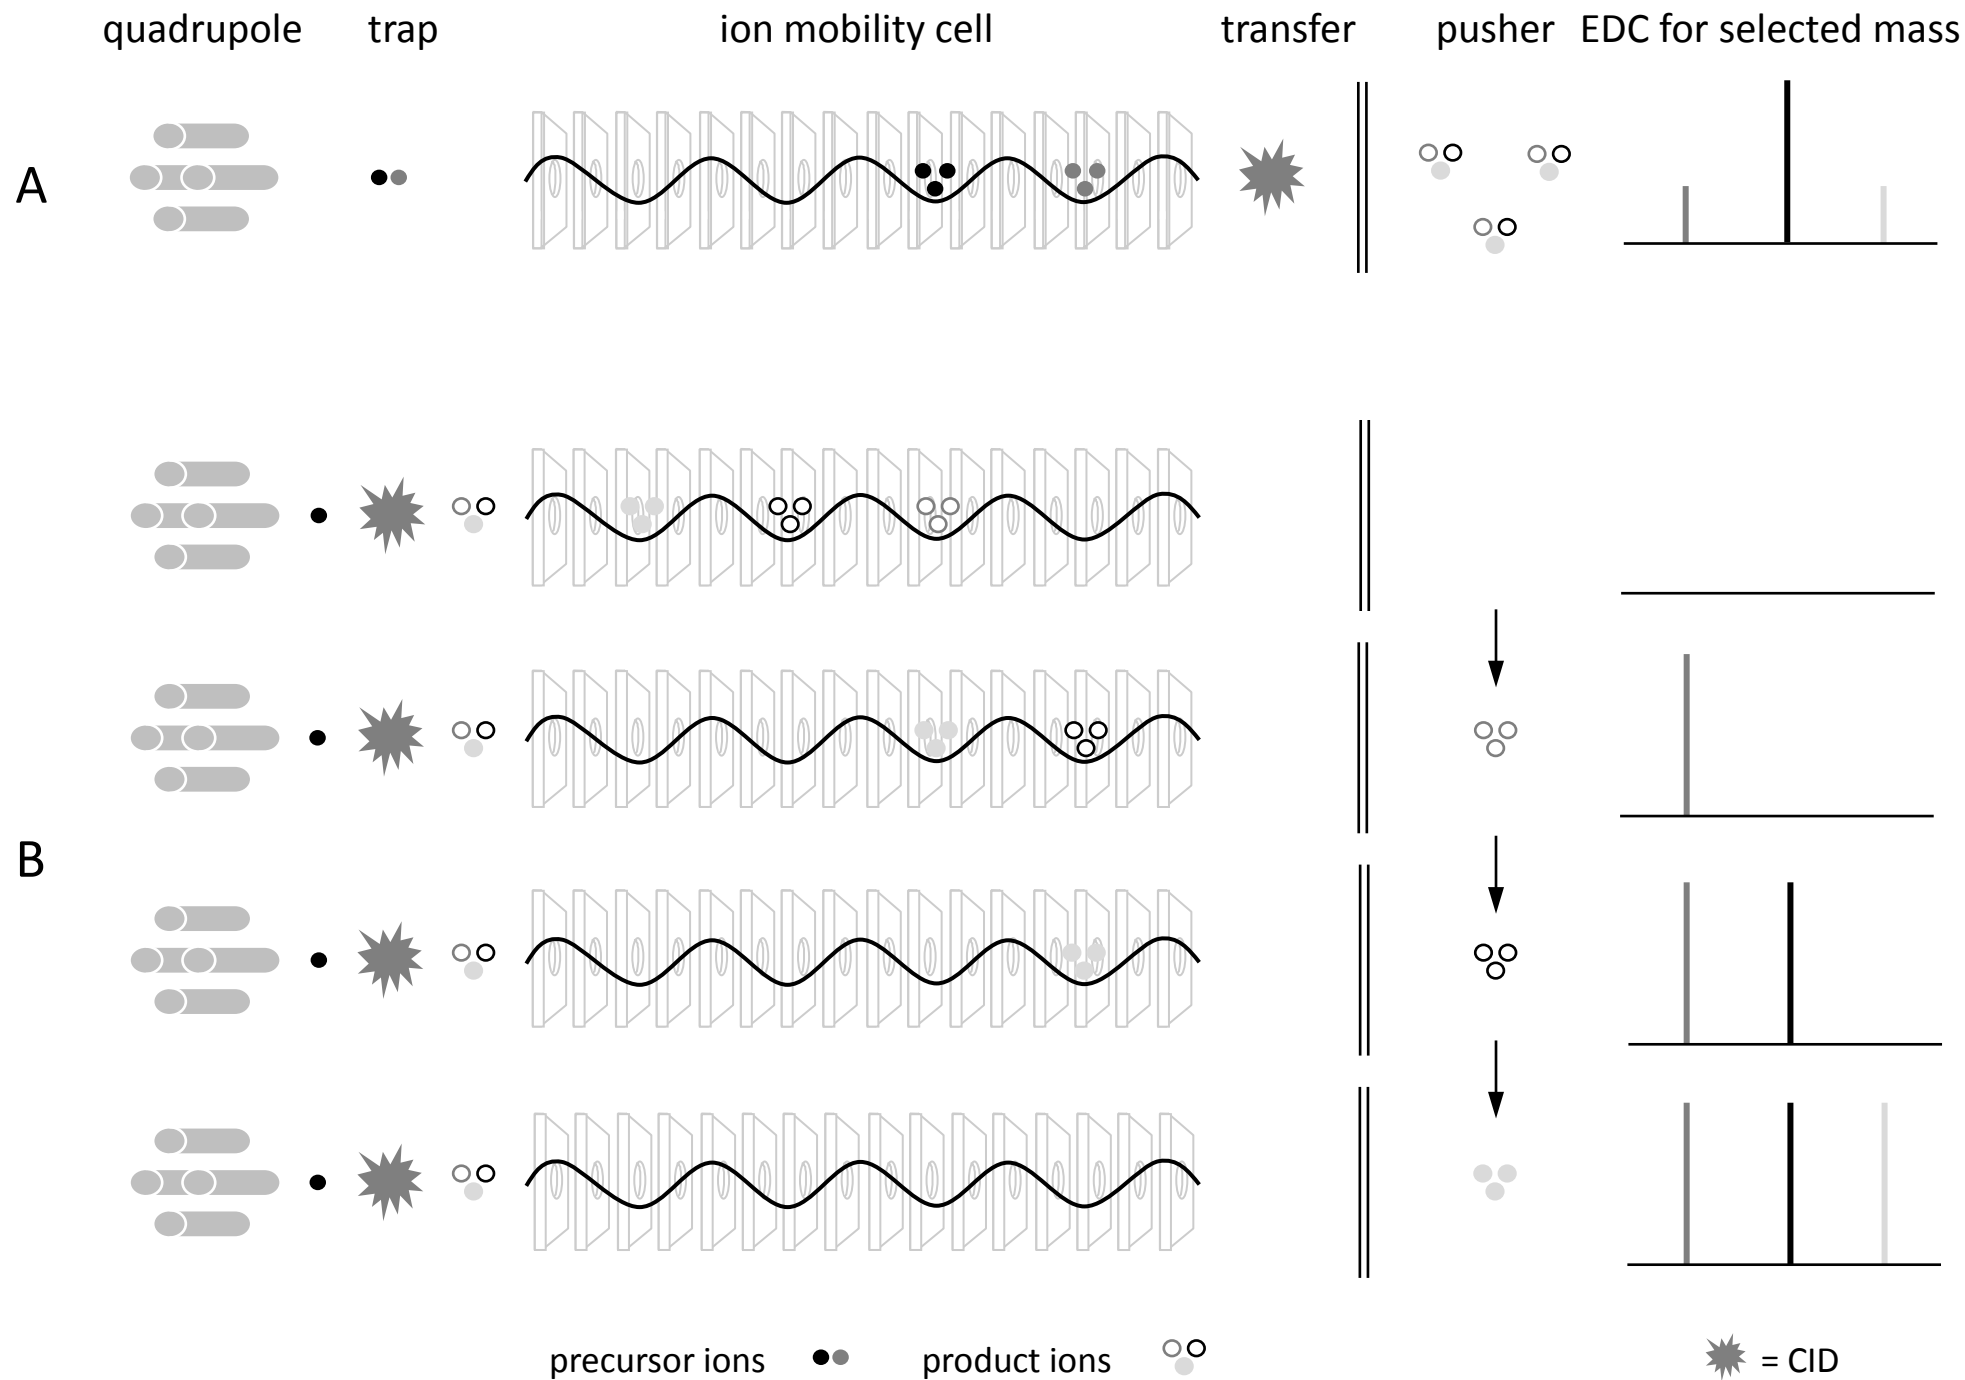 quadrupole trap ion mobility cell transfer pusher EDC for selected mass
A
B
precursor ions product ions = CID